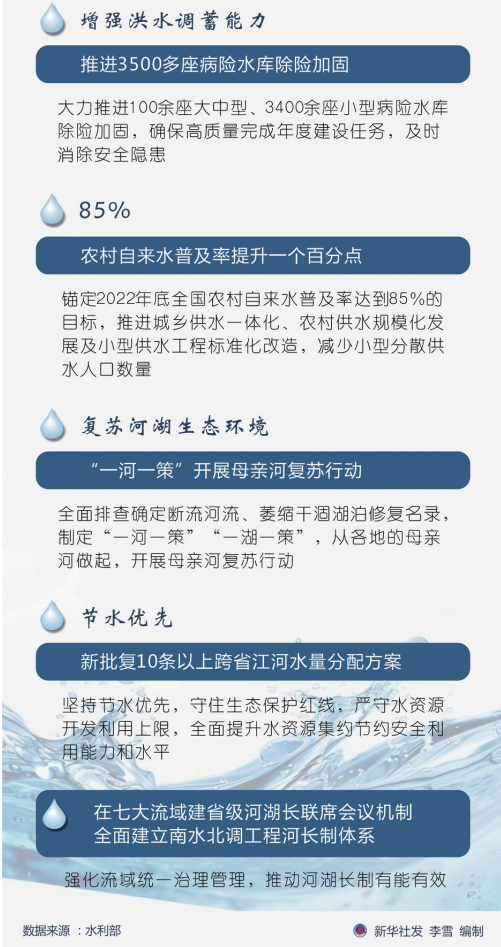 增强洪水调蓄能力
推进3500多座病险水库除险加固
大力推进100余座大中型、3400余座小型病险水库
除险加固，确保高质量完成年度建设任务，及时
消除安全隐患
85%
农村自来水普及率提升一个百分点
锚定2022年底全国农村自来水普及率达到85%的
目标，推进城乡供水一体化、农村供水规模化发
展及小型供水工程标准化改造，减少小型分散供
水人口数量
复苏河湖生态环境
“一河一策”开展母亲河复苏行动
全面排查确定断流河流、萎缩干涸湖泊修复名录，
制定“一河一策”“一湖一策”，从各地的母亲
河做起，开展母亲河复苏行动
节水优先
新批复10条以上跨省江河水量分配方案
坚持节水优先，守住生态保护红线，严守水资源
开发利用上限，全面提升水资源集约节约安全利
用能力和水平
在七大流域建省级河湖长联席会议机制
全面建立南水北调工程河长制体系
强化流域统一治理管理，推动河湖长制有能有效
数据来源：水利部
新华社发 李雪 编制